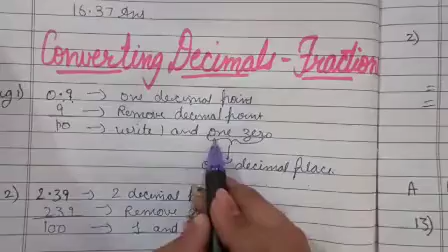 16.37 Ans
2)
Converting Decimals - Fraction
eg1) 0.9 → one decimal point
9 → Remove decimal point
10 → write 1 and one zero
decimal place
2) 2.39 → 2 decimal
239 → Remove
100 → 1 and
=
=
A
13)